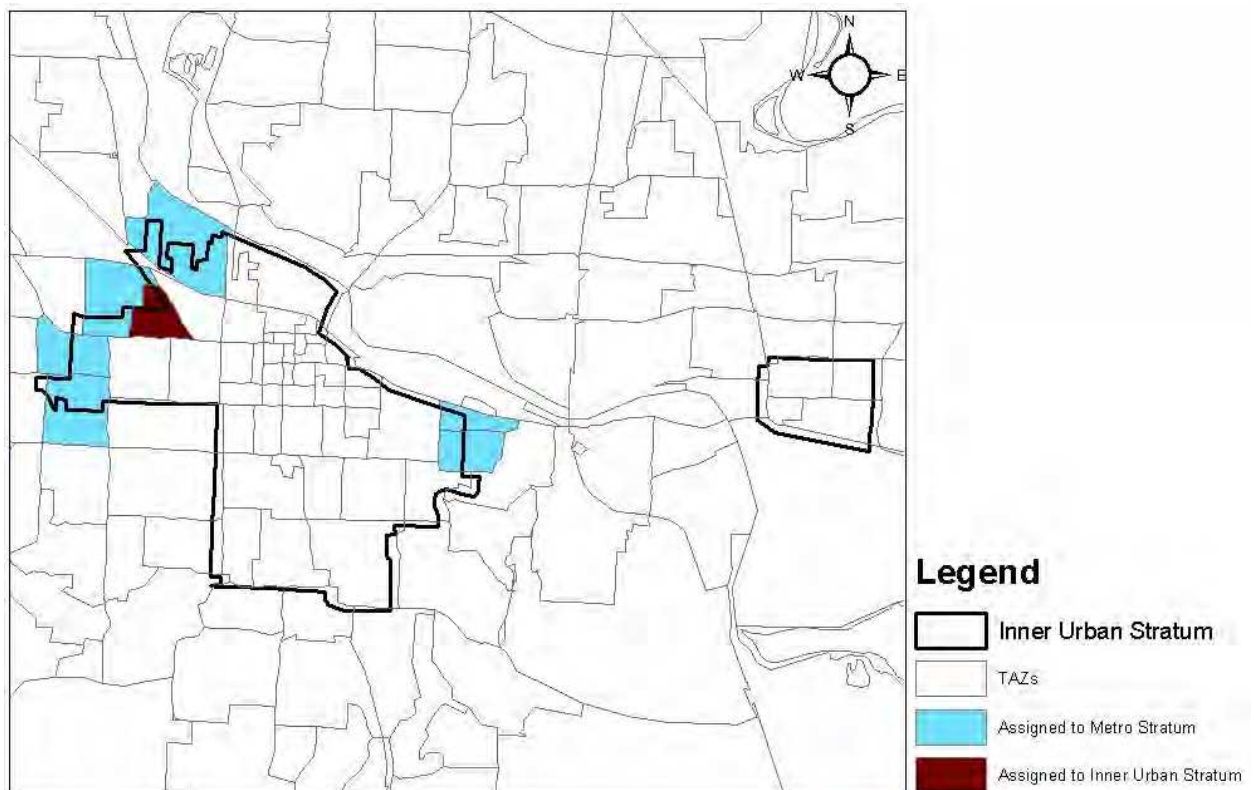 N
W E
S
Legend
Inner Urban Stratum
TAZs
Assigned to Metro Stratum
Assigned to Inner Urban Stratum